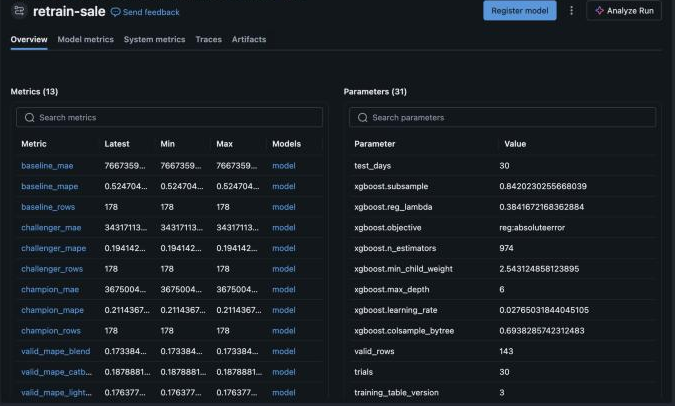 retrain-sale Send feedback
Register model
Analyze Run
Overview Model metrics System metrics Traces Artifacts
Metrics (13)
Search metrics
Metric Latest Min Max Models
baseline_mae 7667359... 7667359... 7667359... model
baseline_mape 0.524704... 0.524704... 0.524704... model
baseline_rows 178 178 178 model
challenger_mae 34317113... 34317113... 34317113... model
challenger_mape 0.194142... 0.194142... 0.194142... model
challenger_rows 178 178 178 model
champion_mae 3675004... 3675004... 3675004... model
champion_mape 0.2114367... 0.2114367... 0.2114367... model
champion_rows 178 178 178 model
valid_mape_blend 0.173384... 0.173384... 0.173384... model
valid_mape_catb... 0.1878881... 0.1878881... 0.1878881... model
valid_mape_light... 0.176377... 0.176377... 0.176377... model
Parameters (31)
Search parameters
Parameter Value
test_days 30
xgboost.subsample 0.8420230255668039
xgboost.reg_lambda 0.3841672168362884
xgboost.objective reg:absoluteerror
xgboost.n_estimators 974
xgboost.min_child_weight 2.543124858123895
xgboost.max_depth 6
xgboost.learning_rate 0.02765031844045105
xgboost.colsample_bytree 0.6938285742312483
valid_rows 143
trials 30
training_table_version 3